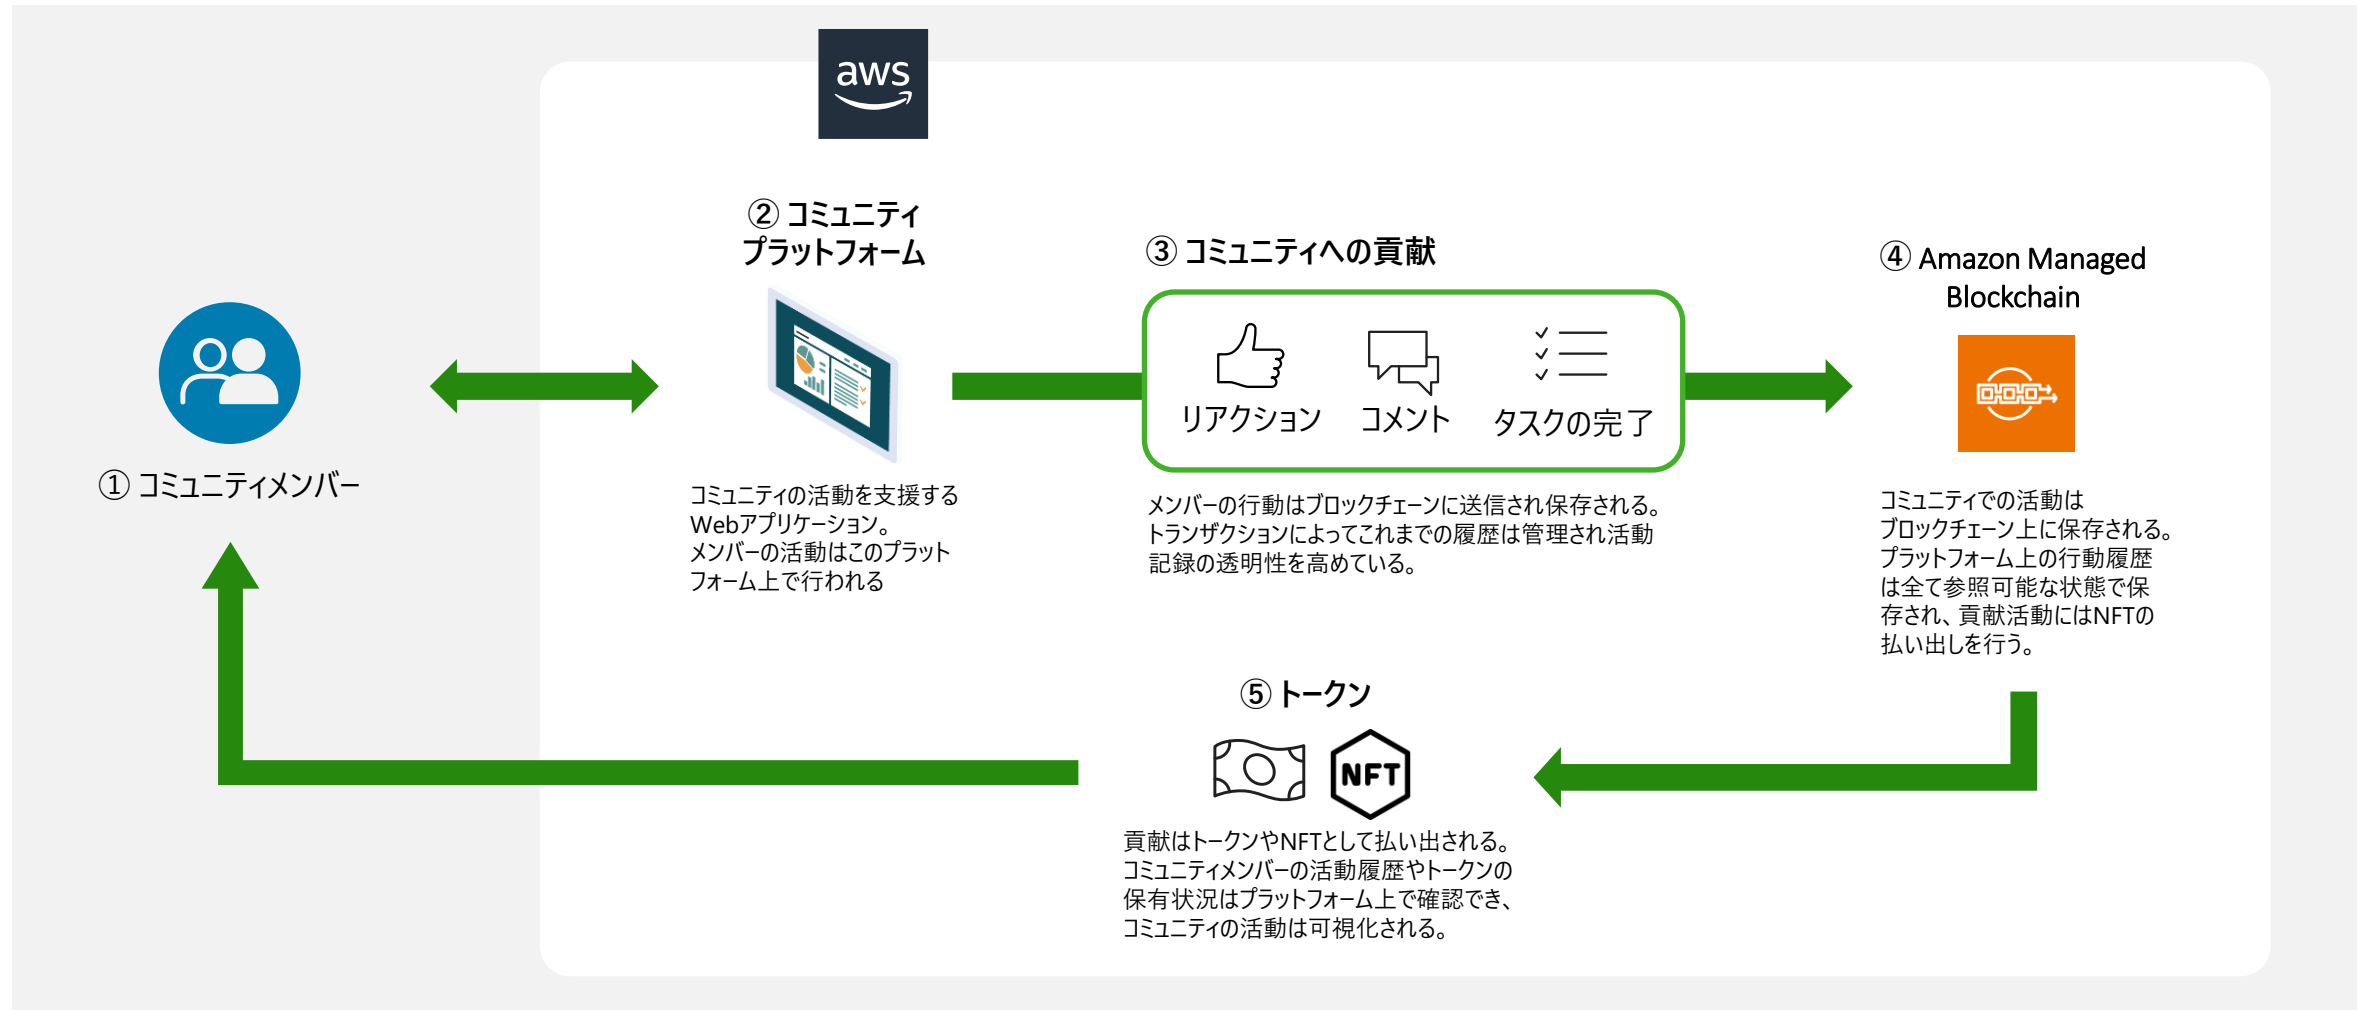 aws
② コミュニティ
プラットフォーム
③ コミュニティへの貢献
④ Amazon Managed
Blockchain
リアクション
コメント
タスクの完了
① コミュニティメンバー
コミュニティの活動を支援する
Webアプリケーション。
メンバーの活動はこのプラット
フォーム上で行われる
メンバーの行動はブロックチェーンに送信され保存される。
トランザクションによってこれまでの履歴は管理され活動
記録の透明性を高めている。
コミュニティでの活動は
ブロックチェーン上に保存される。
プラットフォーム上の行動履歴
は全て参照可能な状態で保
存され、貢献活動にはNFTの
払い出しを行う。
⑤ トークン
NFT
貢献はトークンやNFTとして払い出される。
コミュニティメンバーの活動履歴やトークンの
保有状況はプラットフォーム上で確認でき、
コミュニティの活動は可視化される。